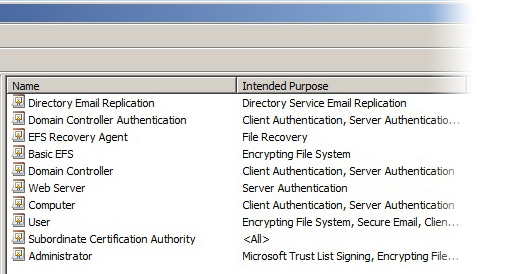 Name Intended Purpose
Directory Email Replication Directory Service Email Replication
Domain Controller Authentication Client Authentication, Server Authenticatio...
EFS Recovery Agent File Recovery
Basic EFS Encrypting File System
Domain Controller Client Authentication, Server Authentication
Web Server Server Authentication
Computer Client Authentication, Server Authentication
User Encrypting File System, Secure Email, Clien...
Subordinate Certification Authority <All>
Administrator Microsoft Trust List Signing, Encrypting File...